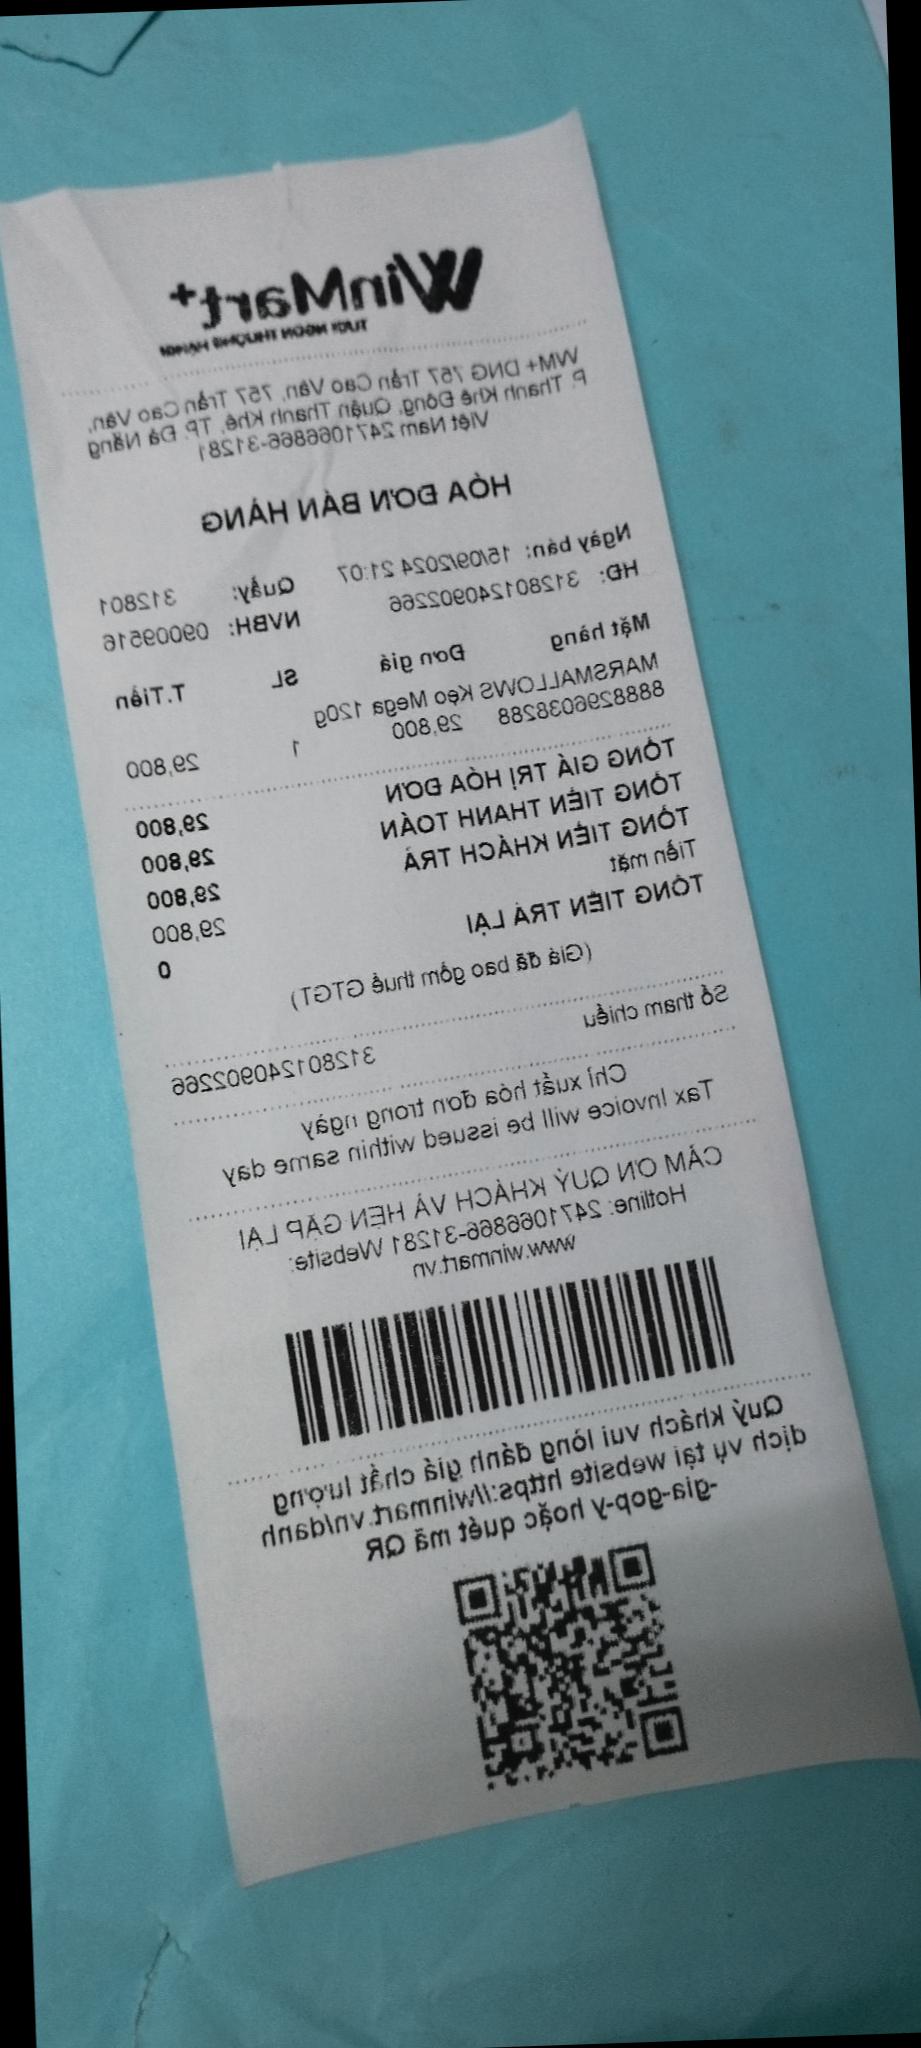 WinMart+
TƯƠI NGON THƯỢNG HẠNG
WM+ DNG 757 Trần Cao Vân, 757 Trần Cao Vân,
P. Thanh Khê Đông, Quận Thanh Khê, TP. Đà Nẵng
Việt Nam 2471066866-31281
HÓA ĐƠN BÁN HÀNG
Ngày bán: 15/09/2024 21:07 Quầy: 312801
HĐ: 312801240902266 NVBH: 09009516
Mặt hàng Đơn giá SL T.Tiền
MARSMALLOWS Kẹo Mega 120g
8888296038288 29,800 1 29,800
TỔNG GIÁ TRỊ HÓA ĐƠN 29,800
TỔNG TIỀN THANH TOÁN 29,800
TỔNG TIỀN KHÁCH TRẢ 29,800
Tiền mặt 29,800
TỔNG TIỀN TRẢ LẠI 0
(Giá đã bao gồm thuế GTGT)
Số tham chiếu 312801240902266
Chỉ xuất hóa đơn trong ngày
Tax Invoice will be issued within same day
CẢM ƠN QUÝ KHÁCH VÀ HẸN GẶP LẠI
Hotline: 2471066866-31281 Website:
www.winmart.vn
Quý khách vui lòng đánh giá chất lượng
dịch vụ tại website https://winmart.vn/danh
-gia-gop-y hoặc quét mã QR